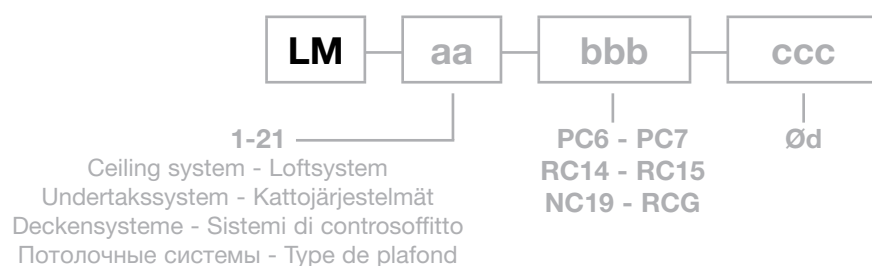 LM aa bbb ccc
1-21 PC6 - PC7 Ød
Ceiling system - Loftsystem RC14 - RC15
Undertakssystem - Kattojärjestelmät NC19 - RCG
Deckensysteme - Sistemi di controsoffitto
Потолочные системы - Type de plafond